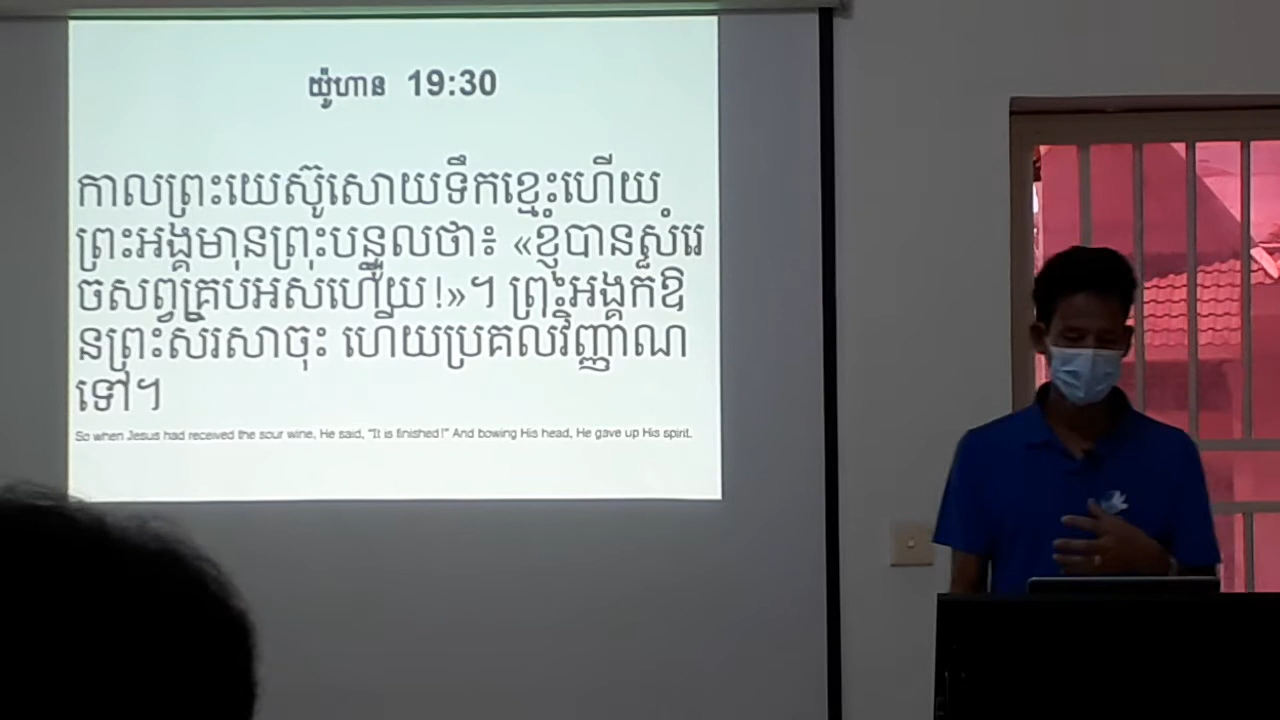 យ៉ូហាន 19:30
កាលព្រះយេស៊ូសោយទឹកខ្មេះហើយ
ព្រះអង្គមានព្រះបន្ទូលថា៖ «ខ្ញុំបានសំរេ
ចសព្វគ្រប់អស់ហើយ!»។ ព្រះអង្គក៏ឱ
នព្រះសិរសាចុះ ហើយប្រគល់វិញ្ញាណ
ទៅ។
So when Jesus had received the sour wine, He said, "It is finished!" And bowing His head, He gave up His spirit.